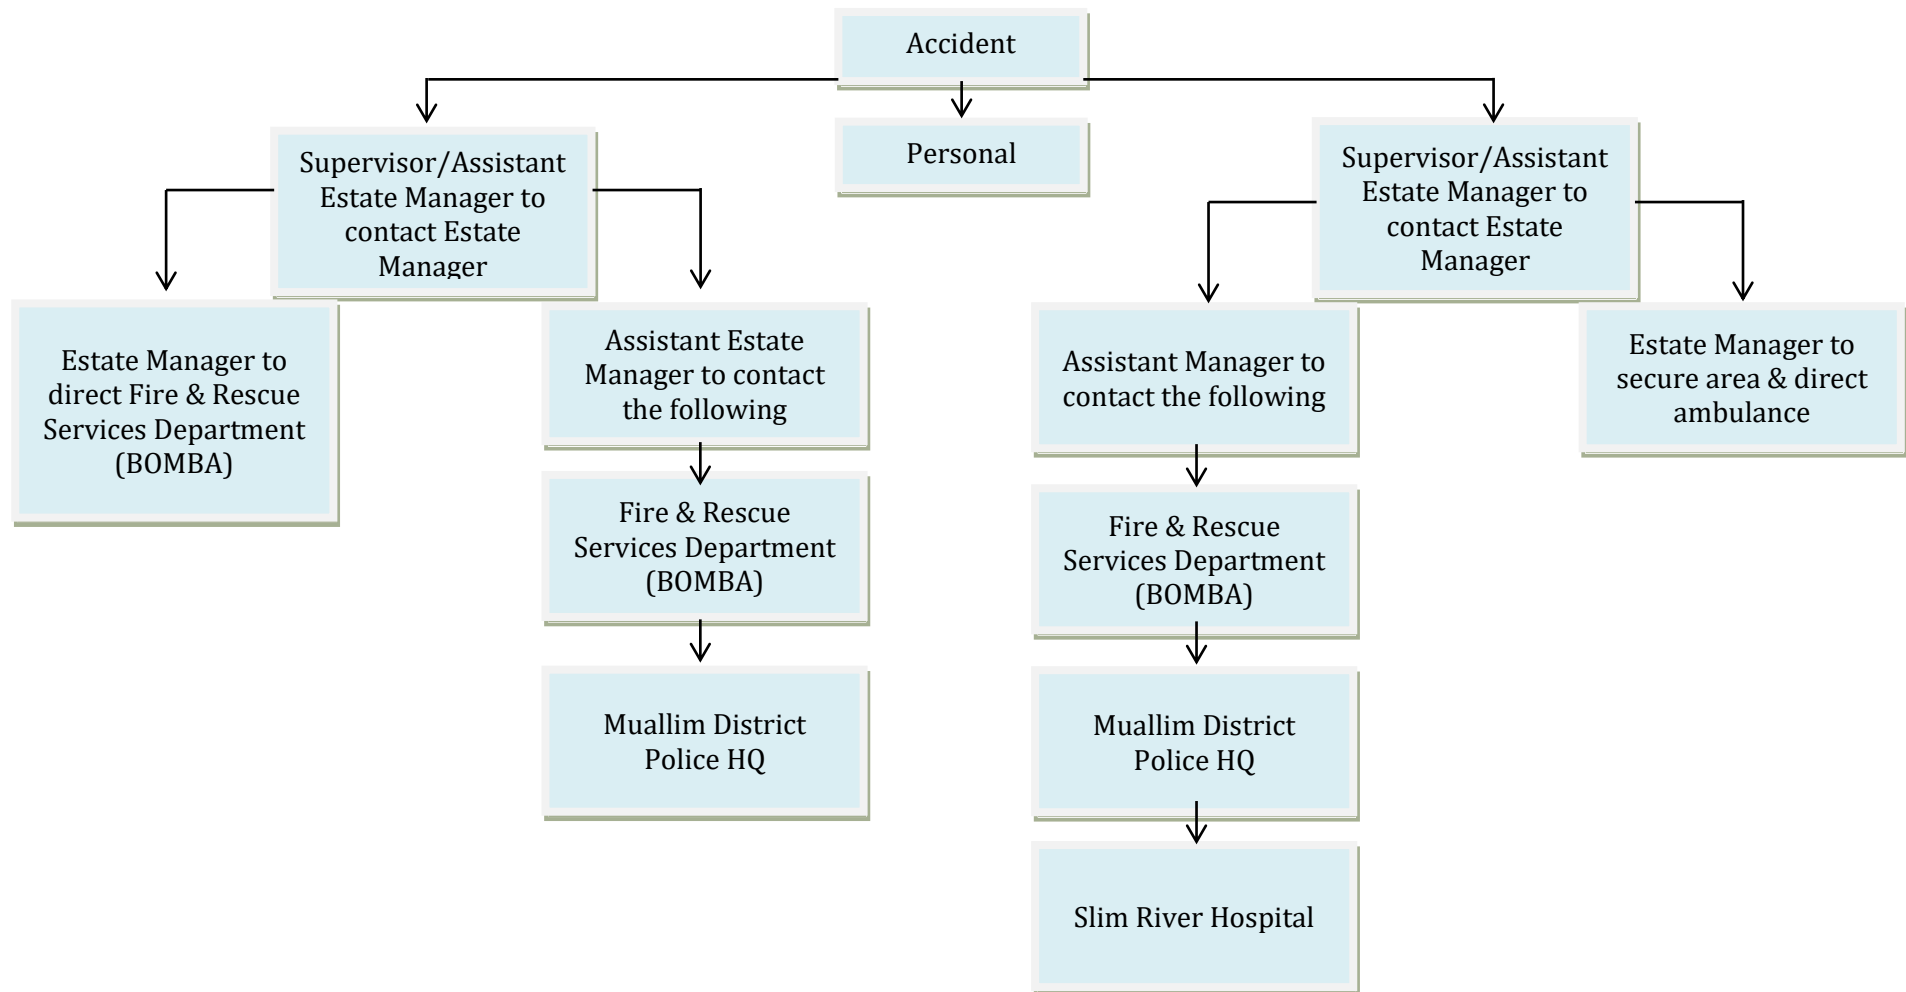 Accident
Personal
Supervisor/Assistant
Estate Manager to
contact Estate
Manager
Supervisor/Assistant
Estate Manager to
contact Estate
Manager
Estate Manager to
direct Fire & Rescue
Services Department
(BOMBA)
Assistant Estate
Manager to contact
the following
Assistant Manager to
contact the following
Estate Manager to
secure area & direct
ambulance
Fire & Rescue
Services Department
(BOMBA)
Fire & Rescue
Services Department
(BOMBA)
Muallim District
Police HQ
Muallim District
Police HQ
Slim River Hospital